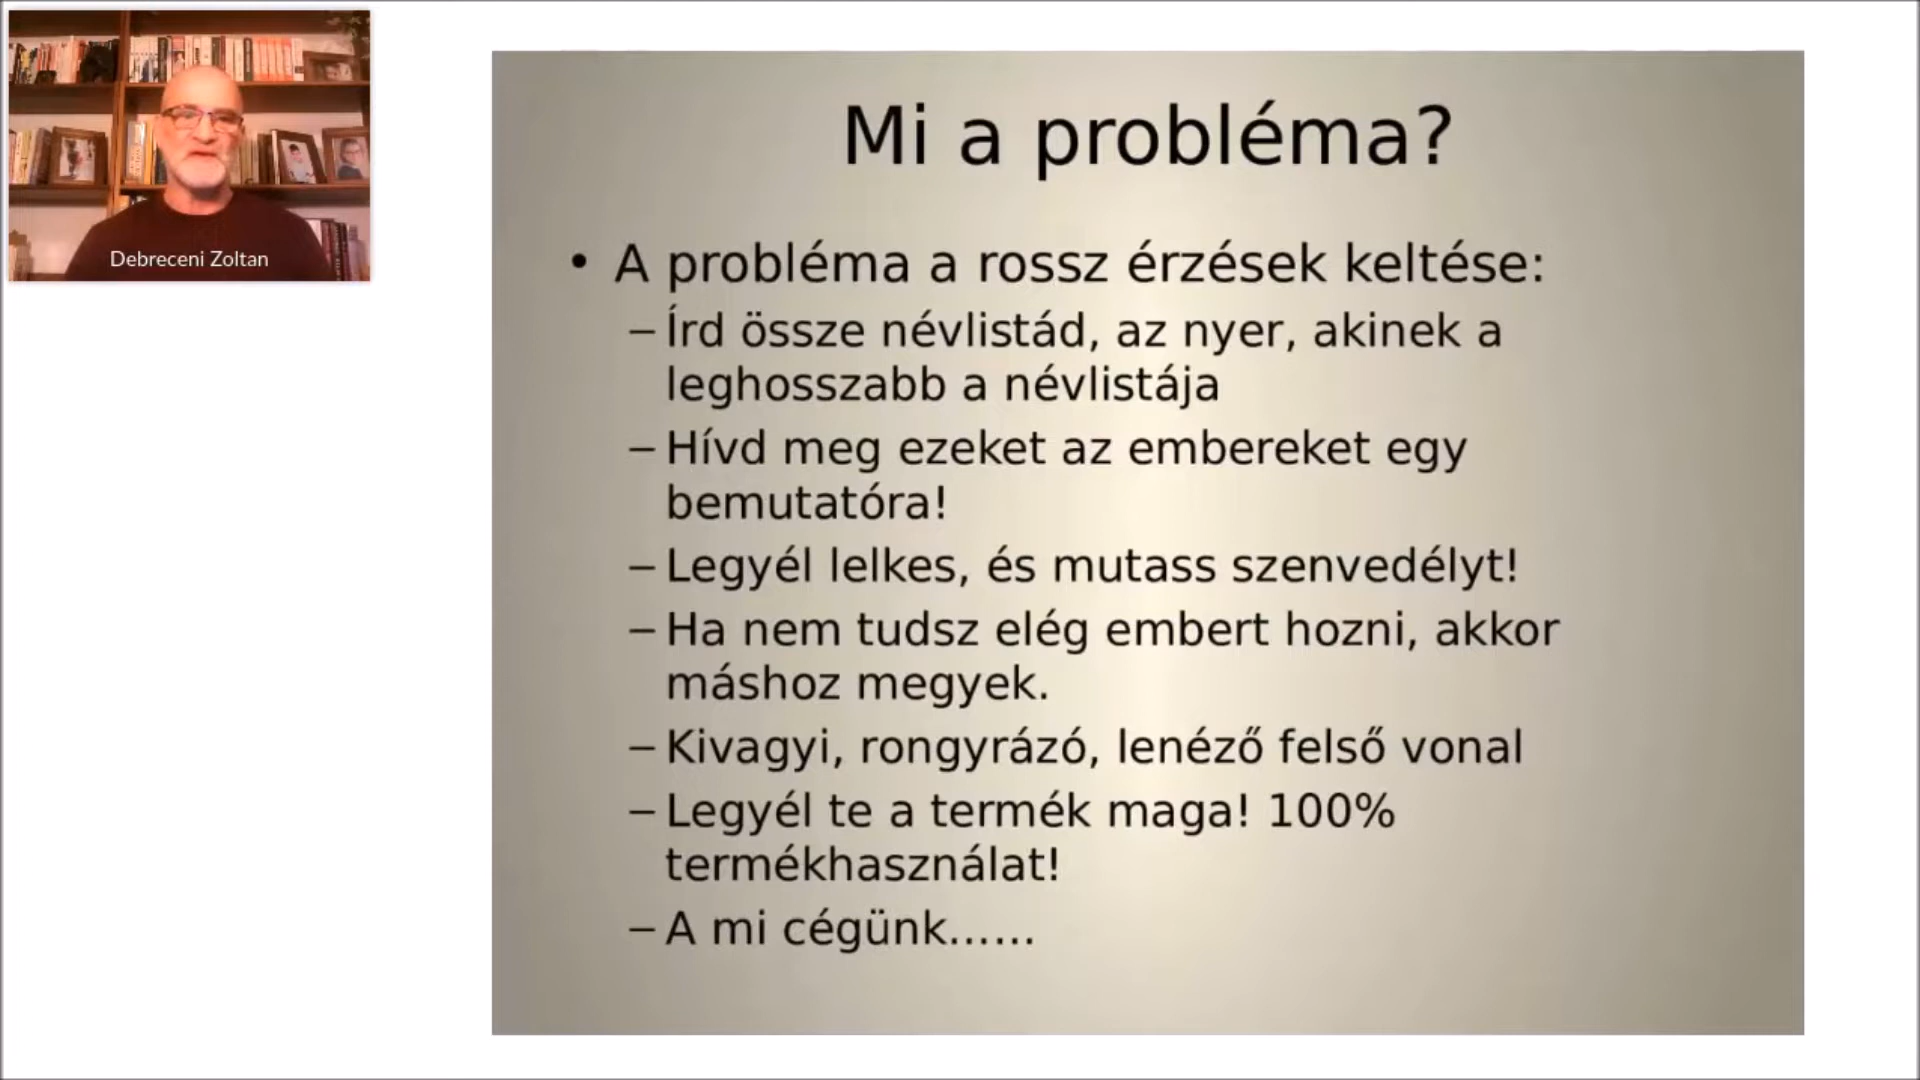 Debreceni Zoltan
Mi a probléma?
• A probléma a rossz érzések keltése:
– Írd össze névlistád, az nyer, akinek a
leghosszabb a névlistája
– Hívd meg ezeket az embereket egy
bemutatóra!
– Legyél lelkes, és mutass szenvedélyt!
– Ha nem tudsz elég embert hozni, akkor
máshoz megyek.
– Kivagyi, rongyrázó, lenéző felső vonal
– Legyél te a termék maga! 100%
termékhasználat!
– A mi cégünk......